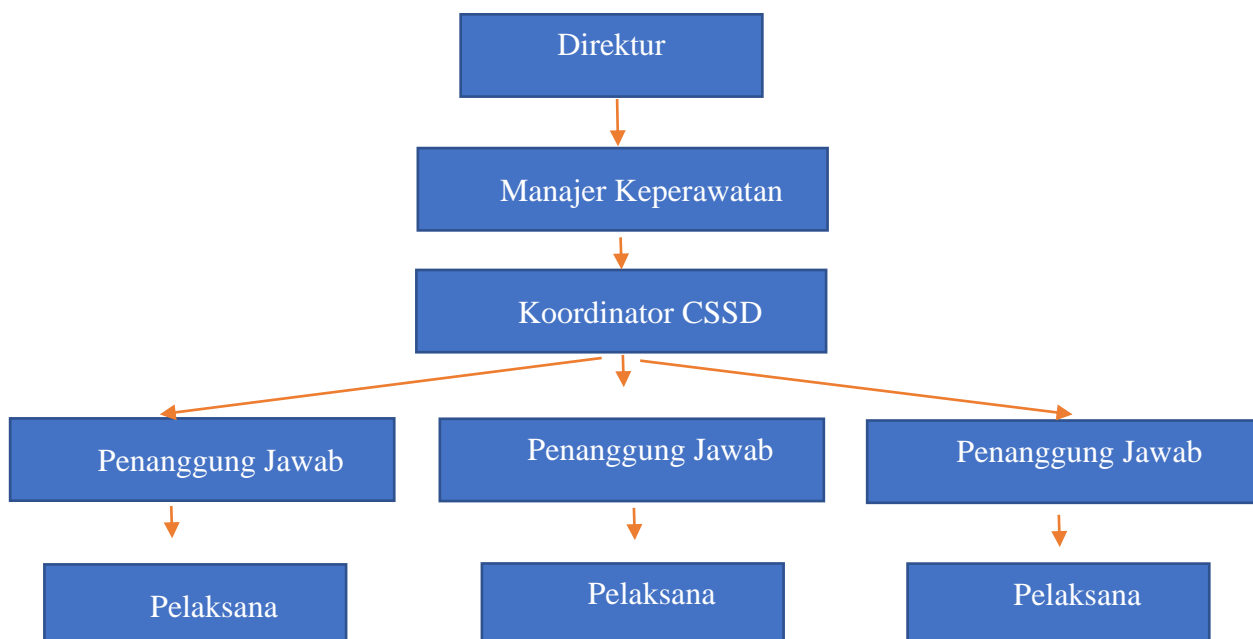 Direktur
Manajer Keperawatan
Koordinator CSSD
Penanggung Jawab
Penanggung Jawab
Penanggung Jawab
Pelaksana
Pelaksana
Pelaksana